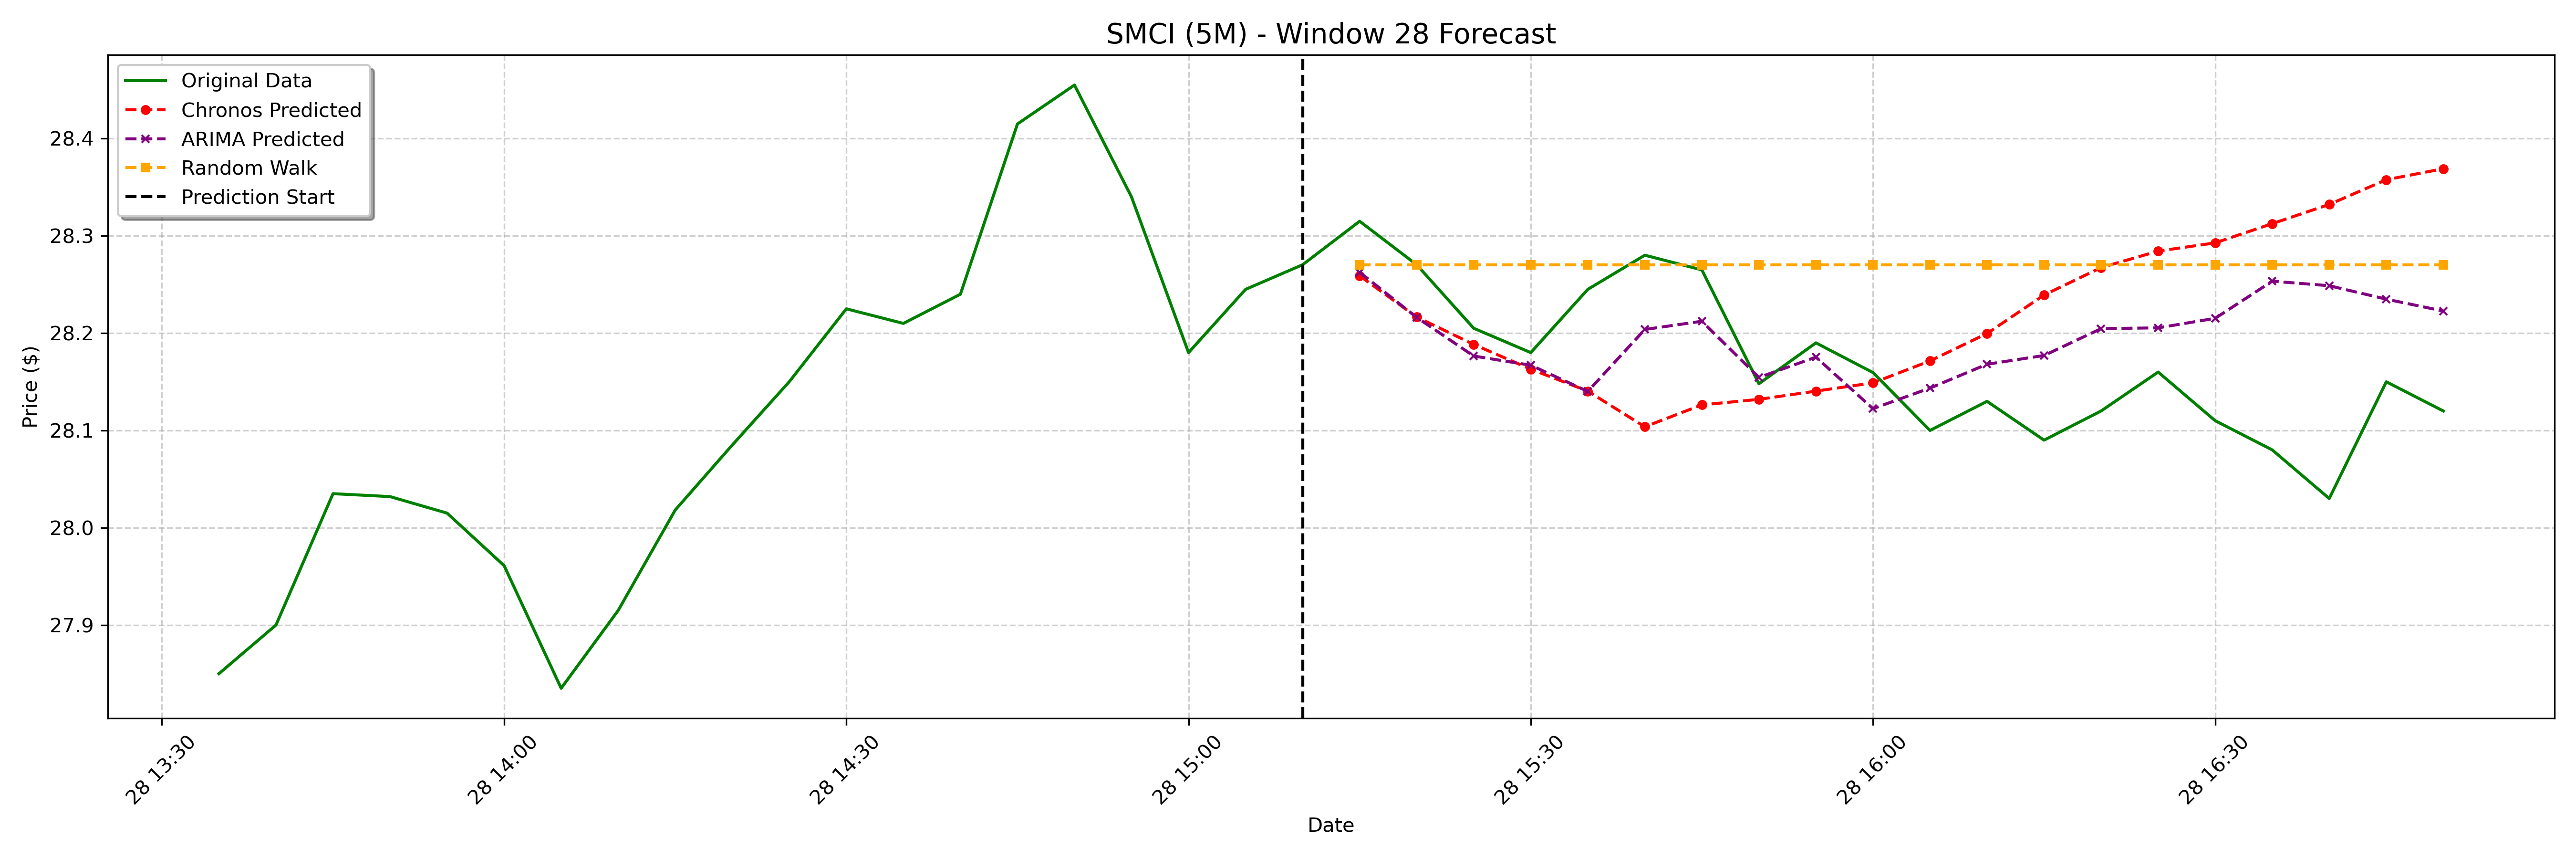 SMCI (5M) - Window 28 Forecast
Original Data
Chronos Predicted
ARIMA Predicted
Random Walk
Prediction Start
Price ($)
28.4
28.3
28.2
28.1
28.0
27.9
28 13:30
28 14:00
28 14:30
28 15:00
28 15:30
28 16:00
28 16:30
Date